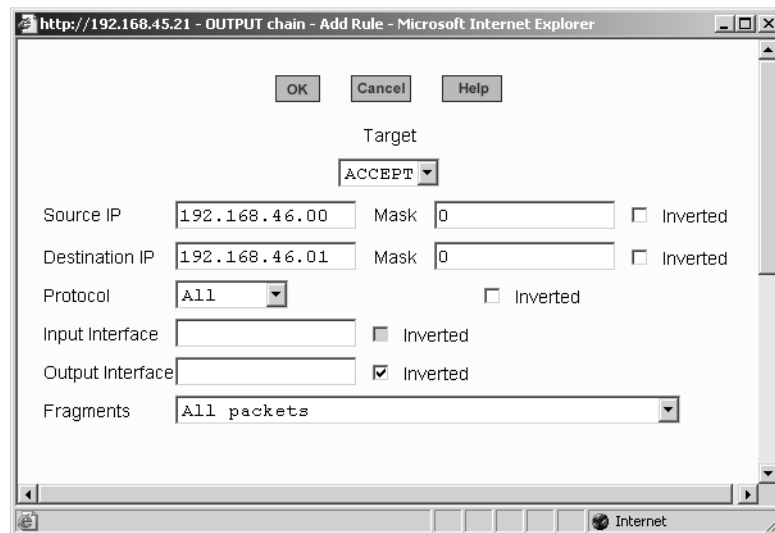 http://192.168.45.21 - OUTPUT chain - Add Rule - Microsoft Internet Explorer
OK Cancel Help
Target
ACCEPT
Source IP 192.168.46.00 Mask 0 Inverted
Destination IP 192.168.46.01 Mask 0 Inverted
Protocol All Inverted
Input Interface Inverted
Output Interface Inverted
Fragments All packets
Internet